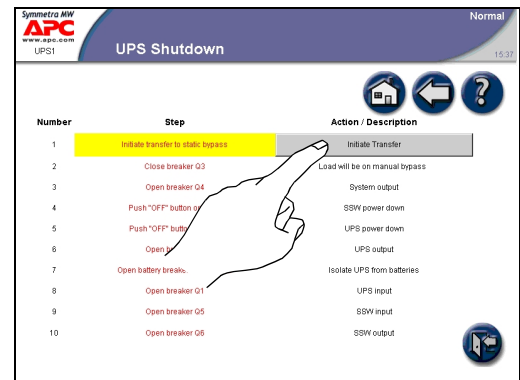 Symmetra MW
APC
www.apc.com
UPS1
UPS Shutdown
Normal
15:37
?
Number Step Action / Description
1 Initiate transfer to static bypass Initiate Transfer
2 Close breaker Q3 Load will be on manual bypass
3 Open breaker Q4 System output
4 Push "OFF" button SSW power down
5 Push "OFF" UPS power down
6 Open UPS output
7 Open battery Isolate UPS from batteries
8 Open breaker Q1 UPS input
9 Open breaker Q5 SSW input
10 Open breaker Q6 SSW output